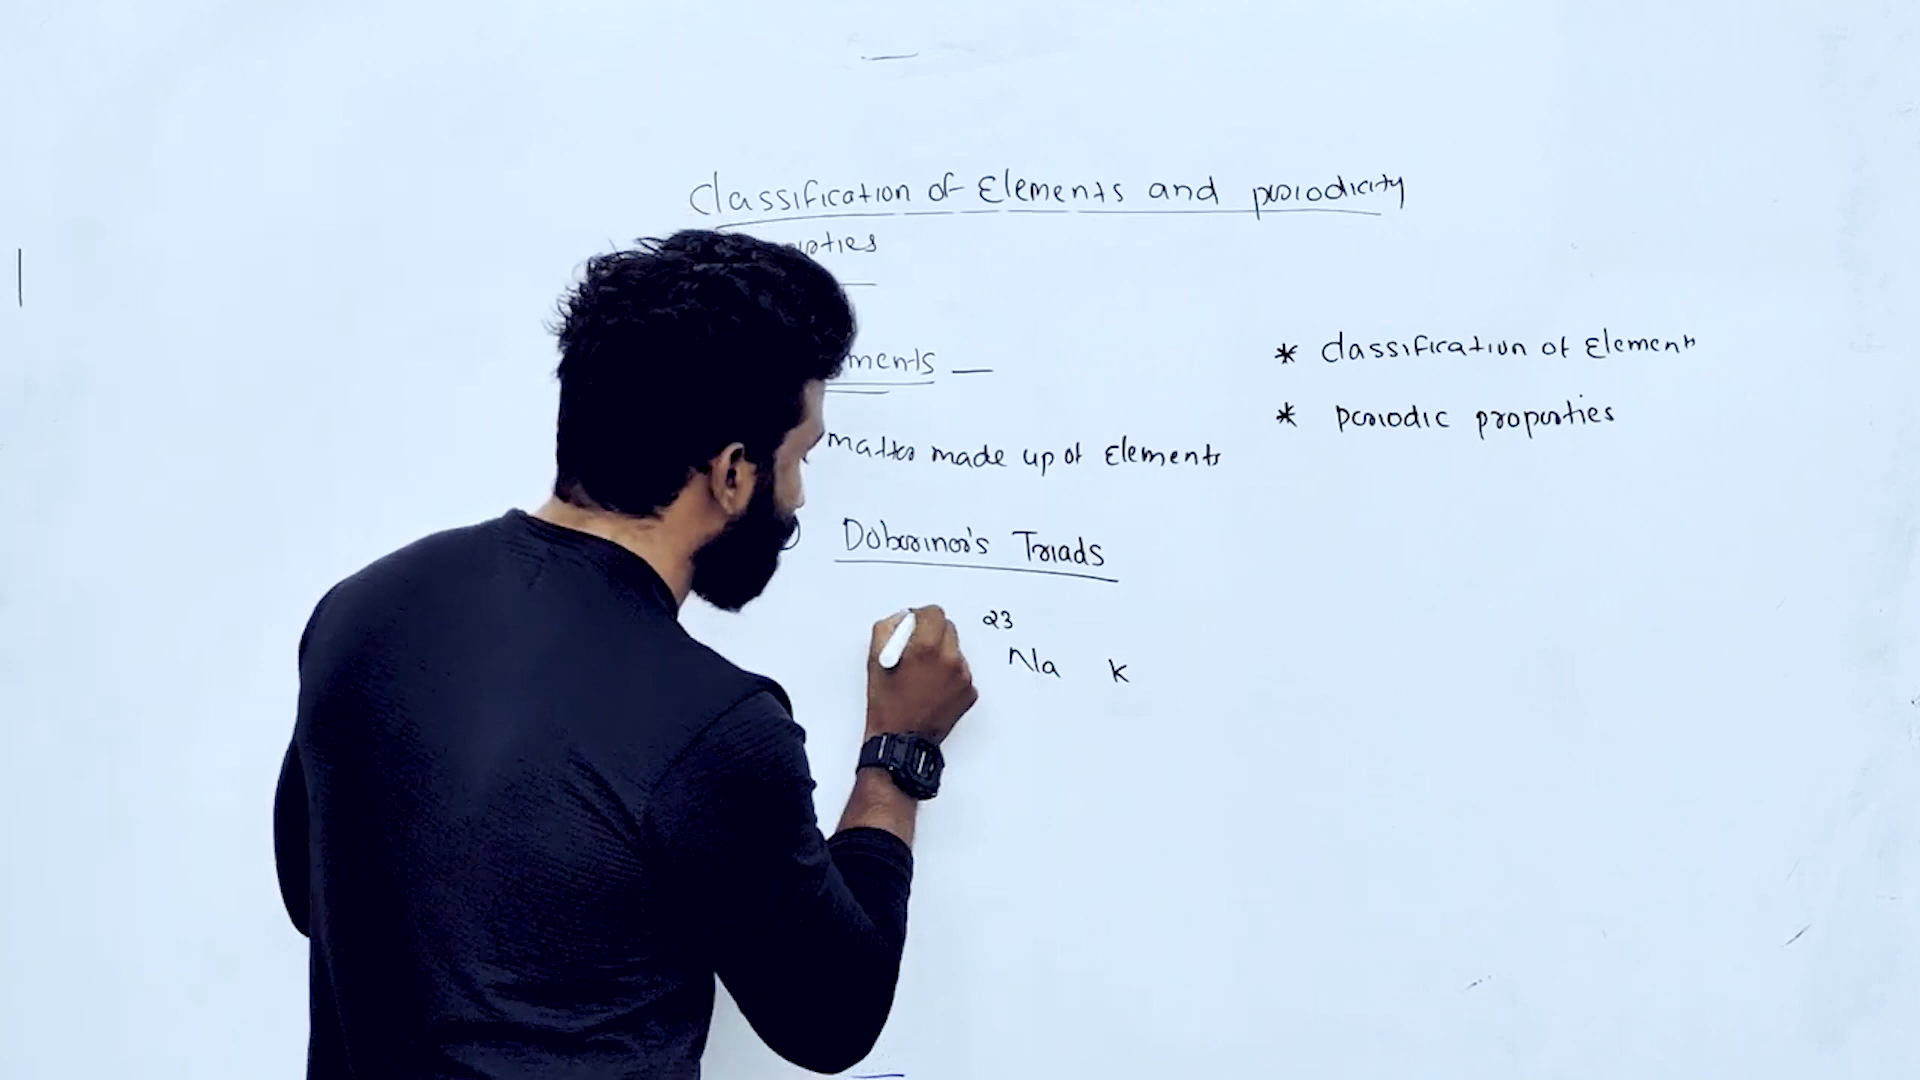 Classification of Elements and periodicity
ments
* classification of Elements
* periodic properties
matter made up of Elements
Doberiner's Triads
23
Na K